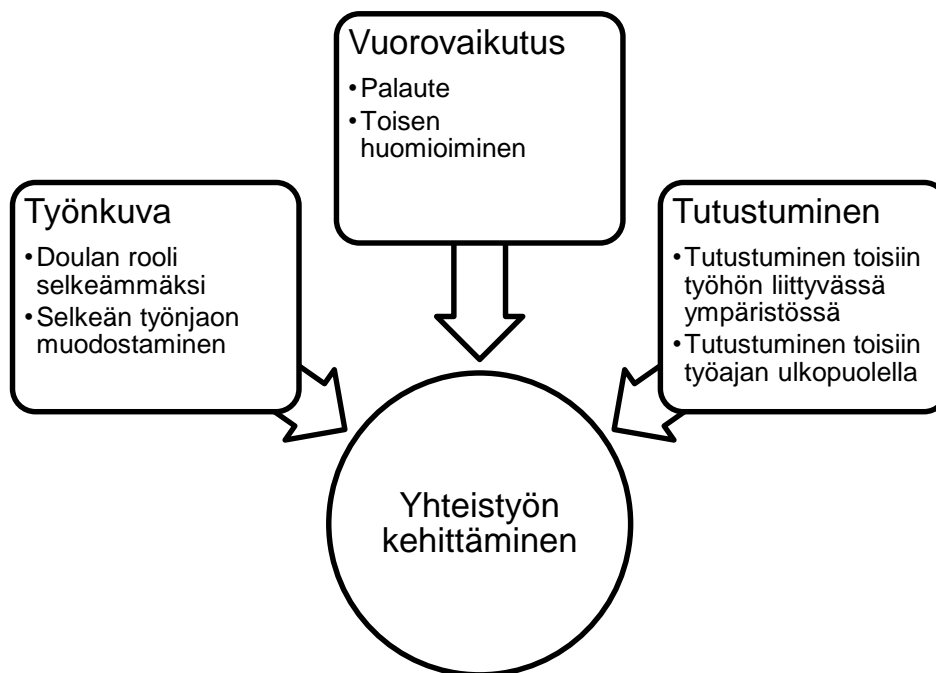 Vuorovaikutus
•Palaute
•Toisen
huomioiminen
Työnkuva
•Doulan rooli
selkeämmäksi
•Selkeän työnjaon
muodostaminen
Tutustuminen
•Tutustuminen toisiin
työhön liittyvässä
ympäristössä
•Tutustuminen toisiin
työajan ulkopuolella
Yhteistyön
kehittäminen